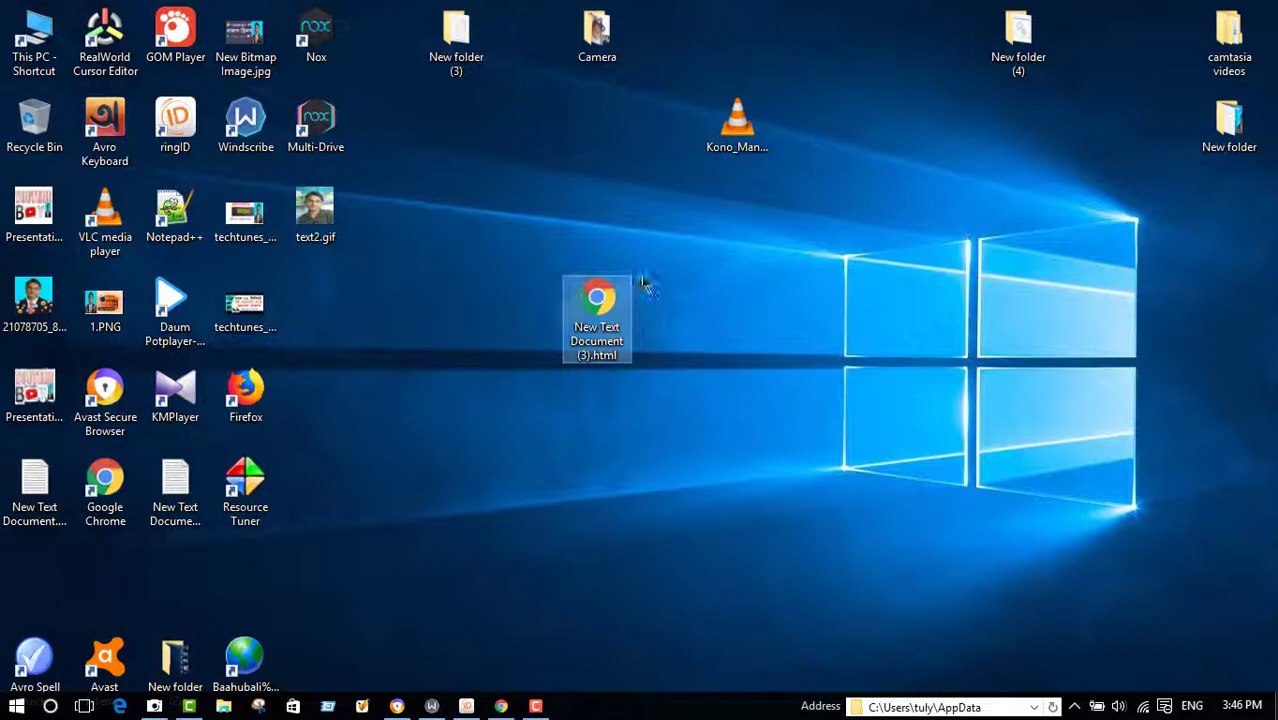 This PC -
Shortcut
RealWorld
Cursor Editor
GOM Player
New Bitmap
Image.jpg
Nox
New folder
(3)
Camera
New folder
(4)
camtasia
videos
Recycle Bin
Avro
Keyboard
ringID
Windscribe
Multi-Drive
Kono_Man...
New folder
Presentati...
VLC media
player
Notepad++
techtunes_...
text2.gif
21078705_8...
1.PNG
Daum
Potplayer-...
techtunes_...
New Text
Document
(3).html
Presentati...
Avast Secure
Browser
KMPlayer
Firefox
New Text
Document....
Google
Chrome
New Text
Docume...
Resource
Tuner
Avro Spell
Avast
New folder
Baahubali%...
Address
C:\Users\tuly\AppData
ENG
3:46 PM